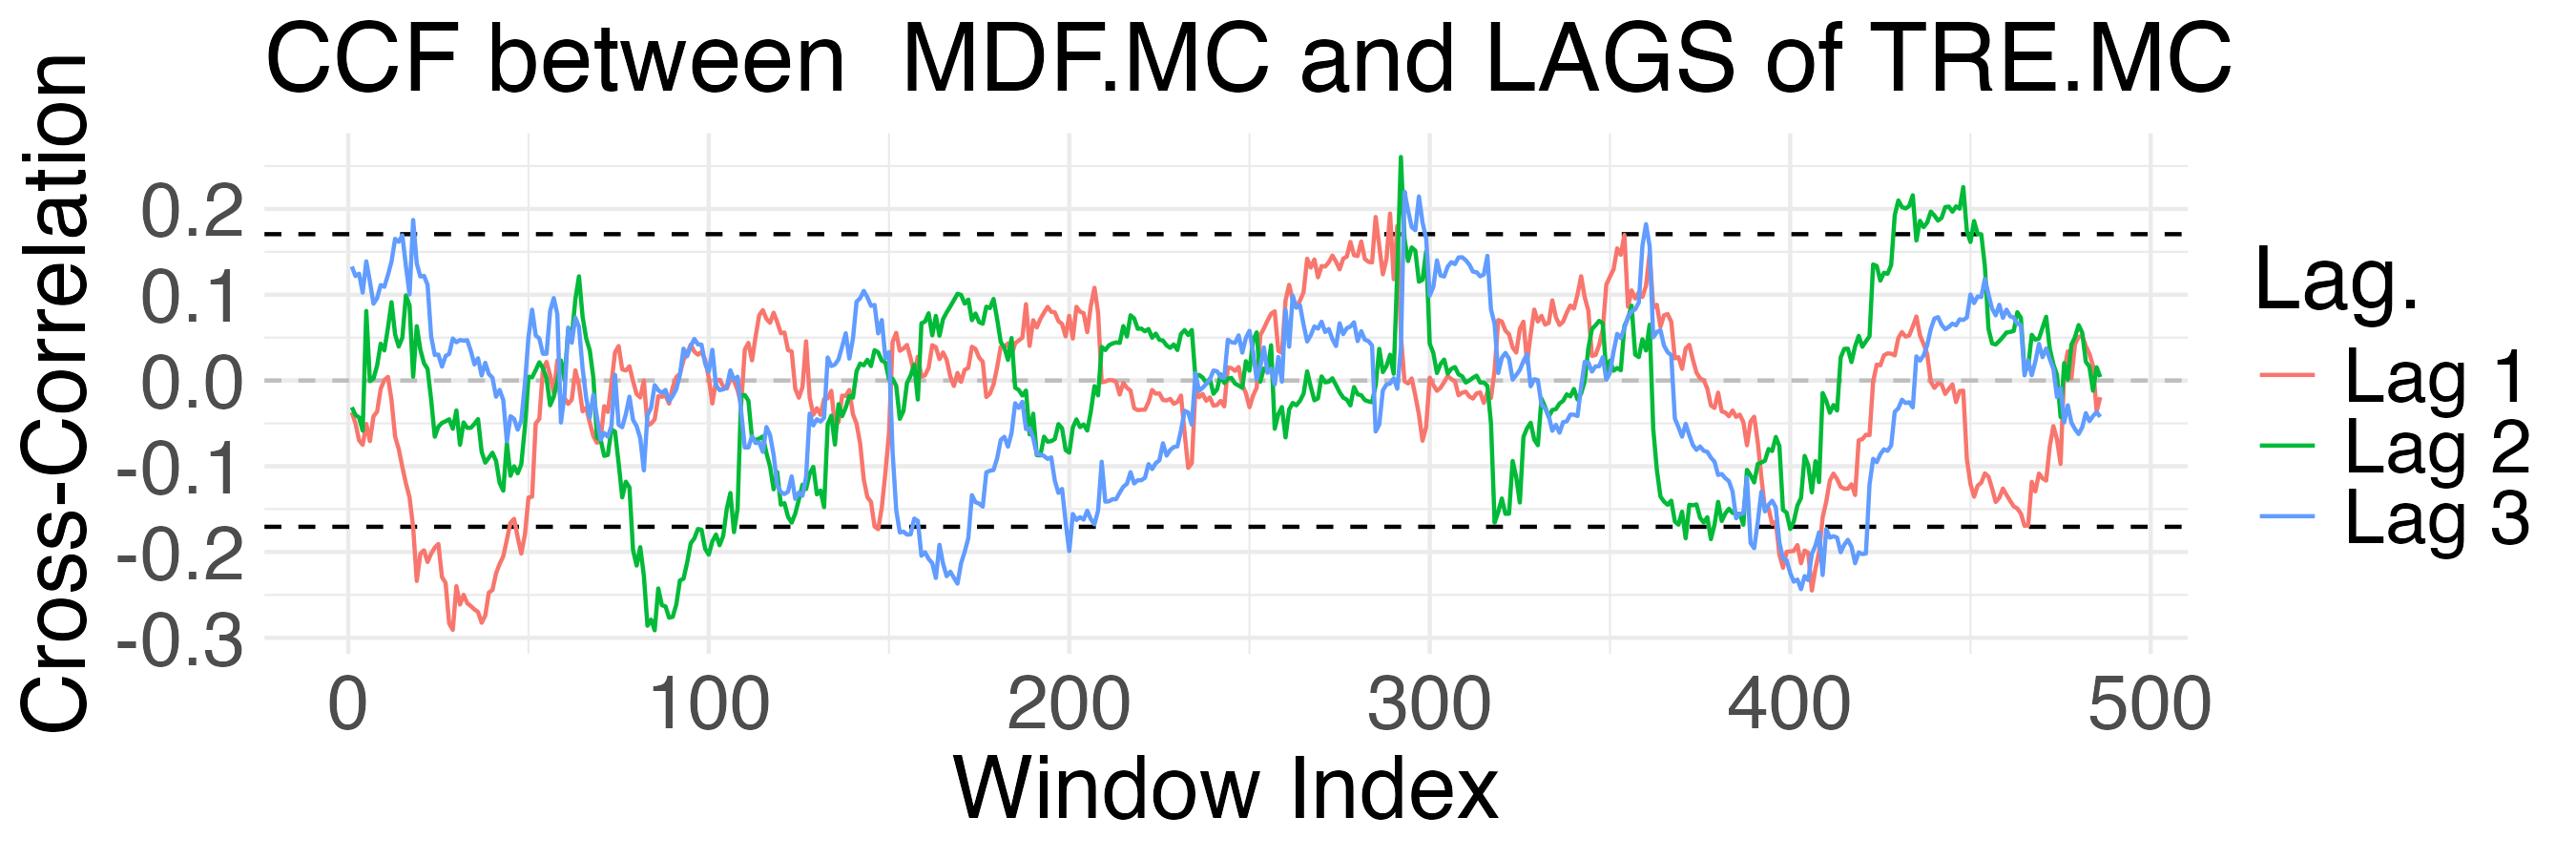 CCF between  MDF.MC and LAGS of TRE.MC
Cross-Correlation
0.2
0.1
0.0
-0.1
-0.2
-0.3
0 100 200 300 400 500
Window Index
Lag.
Lag 1
Lag 2
Lag 3